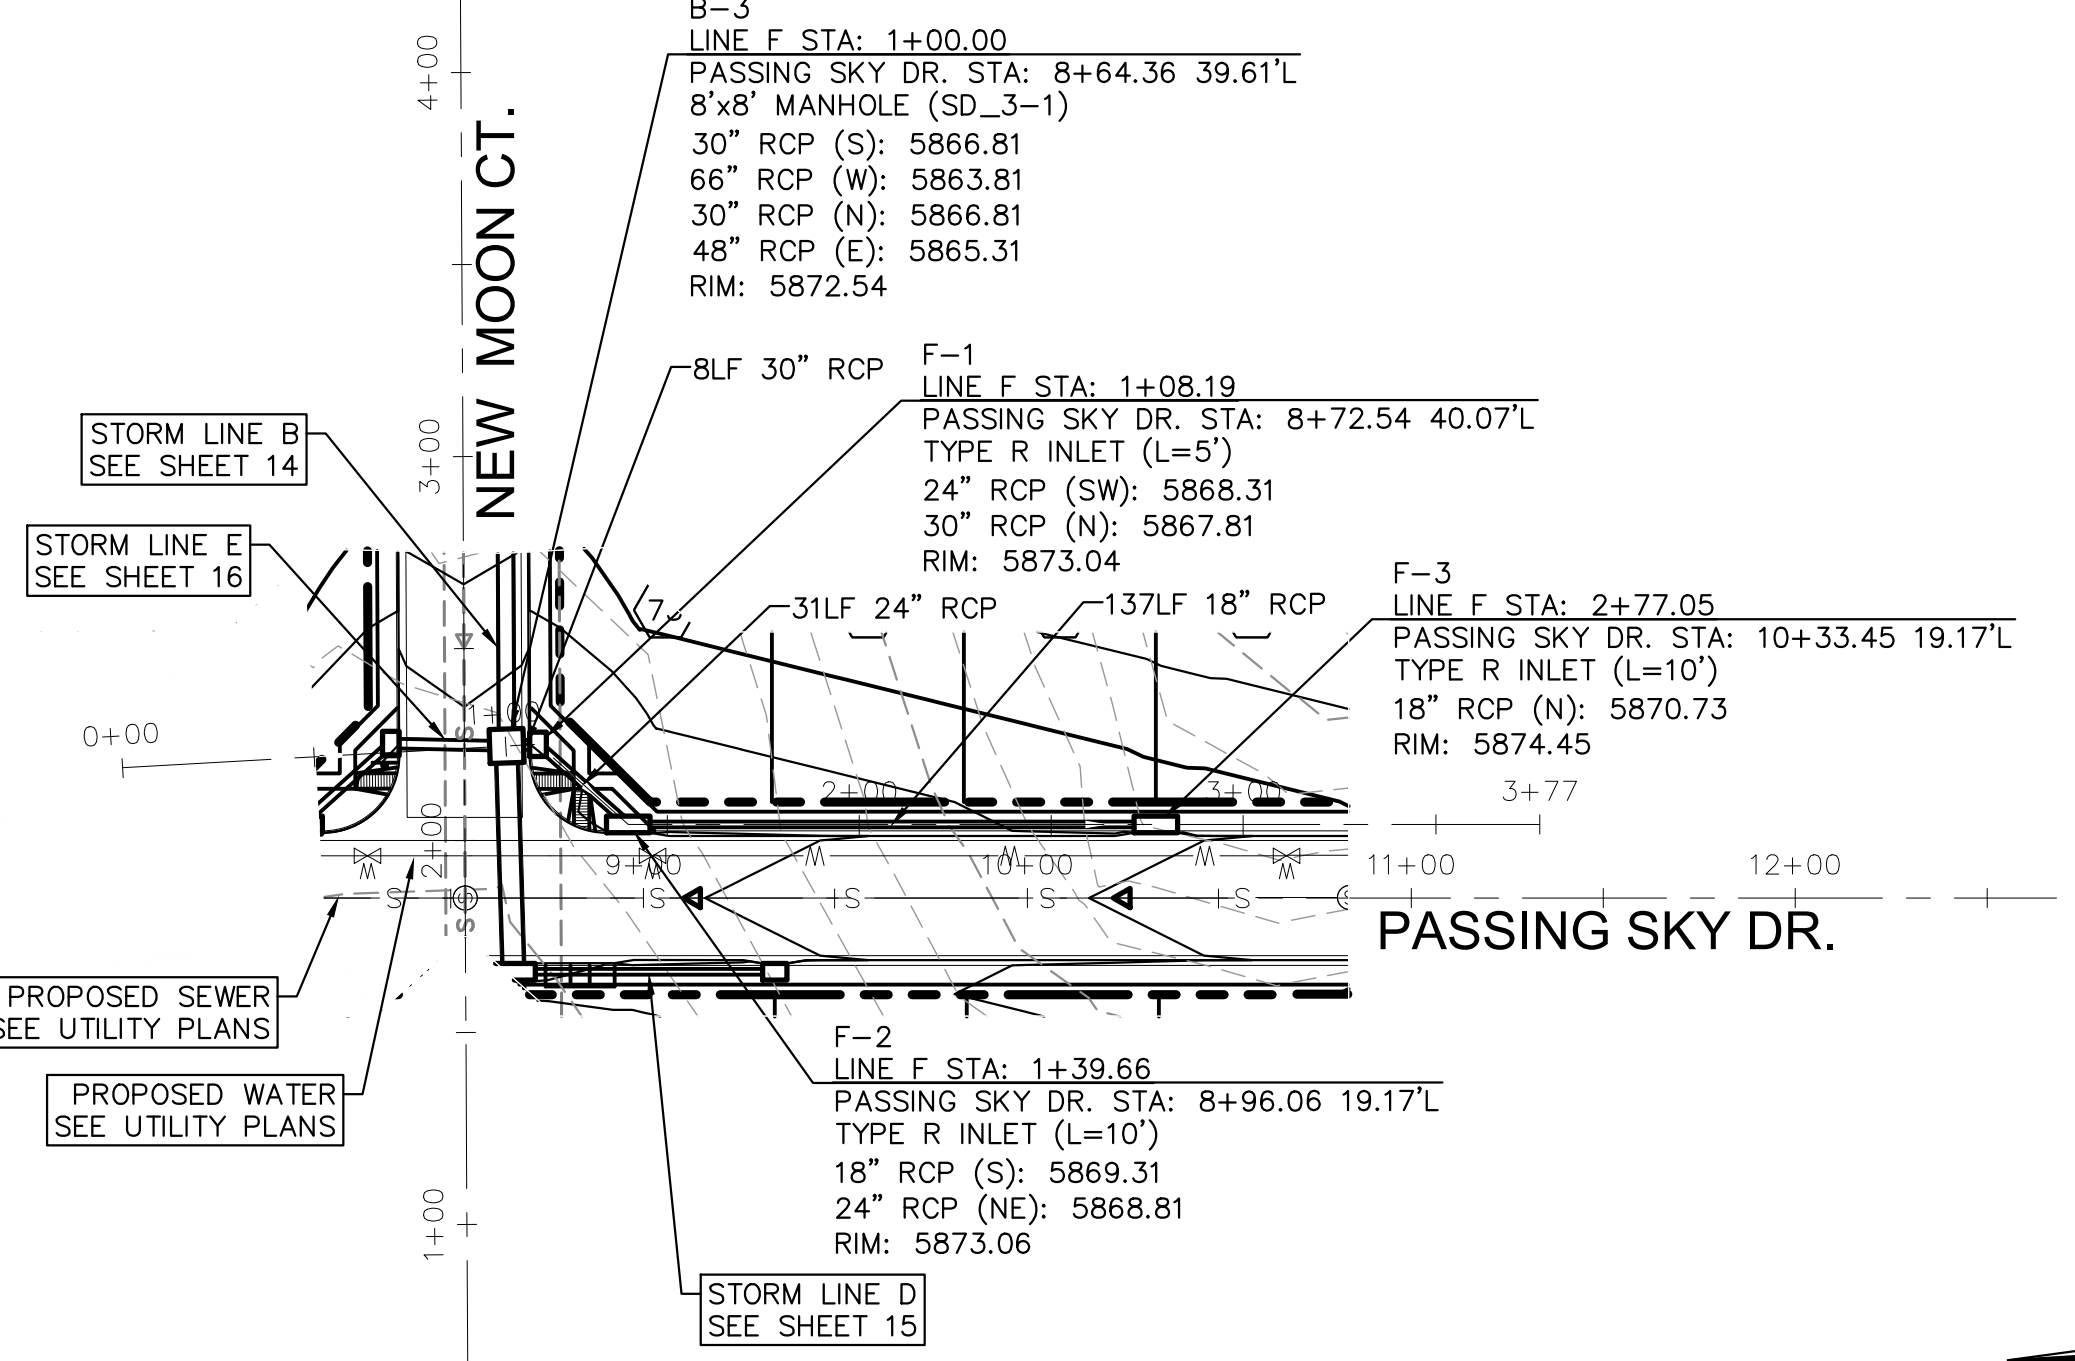 B-3
LINE F STA: 1+00.00
PASSING SKY DR. STA: 8+64.36 39.61'L
8'x8' MANHOLE (SD_3-1)
30" RCP (S): 5866.81
66" RCP (W): 5863.81
30" RCP (N): 5866.81
48" RCP (E): 5865.31
RIM: 5872.54
4+00
NEW MOON CT.
3+00
8LF 30" RCP
F-1
LINE F STA: 1+08.19
PASSING SKY DR. STA: 8+72.54 40.07'L
TYPE R INLET (L=5')
24" RCP (SW): 5868.31
30" RCP (N): 5867.81
RIM: 5873.04
STORM LINE B
SEE SHEET 14
STORM LINE E
SEE SHEET 16
31LF 24" RCP
137LF 18" RCP
F-3
LINE F STA: 2+77.05
PASSING SKY DR. STA: 10+33.45 19.17'L
TYPE R INLET (L=10')
18" RCP (N): 5870.73
RIM: 5874.45
0+00
1+00
2+00
3+00
3+77
2+00
9+00
10+00
11+00
12+00
W
W
W
W
W
W
S
S
S
S
S
S
S
S
PASSING SKY DR.
PROPOSED SEWER
SEE UTILITY PLANS
PROPOSED WATER
SEE UTILITY PLANS
F-2
LINE F STA: 1+39.66
PASSING SKY DR. STA: 8+96.06 19.17'L
TYPE R INLET (L=10')
18" RCP (S): 5869.31
24" RCP (NE): 5868.81
RIM: 5873.06
1+00
STORM LINE D
SEE SHEET 15